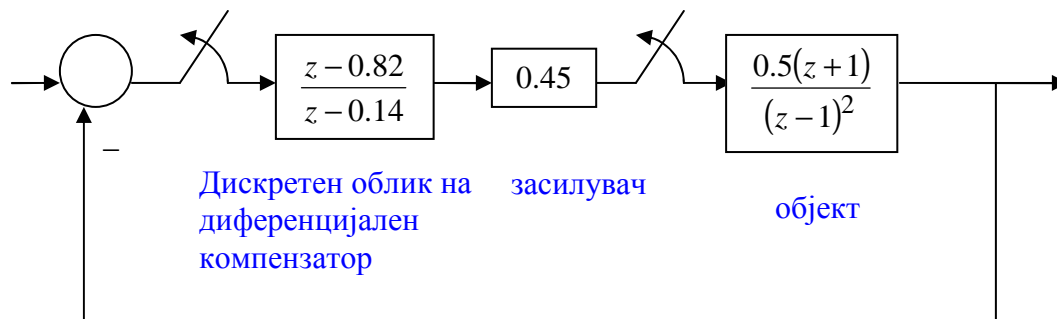 z − 0.82
z − 0.14
0.45
0.5(z + 1)
(z − 1)²
−
Дискретен облик на
диференцијален
компензатор
засилувач
објект